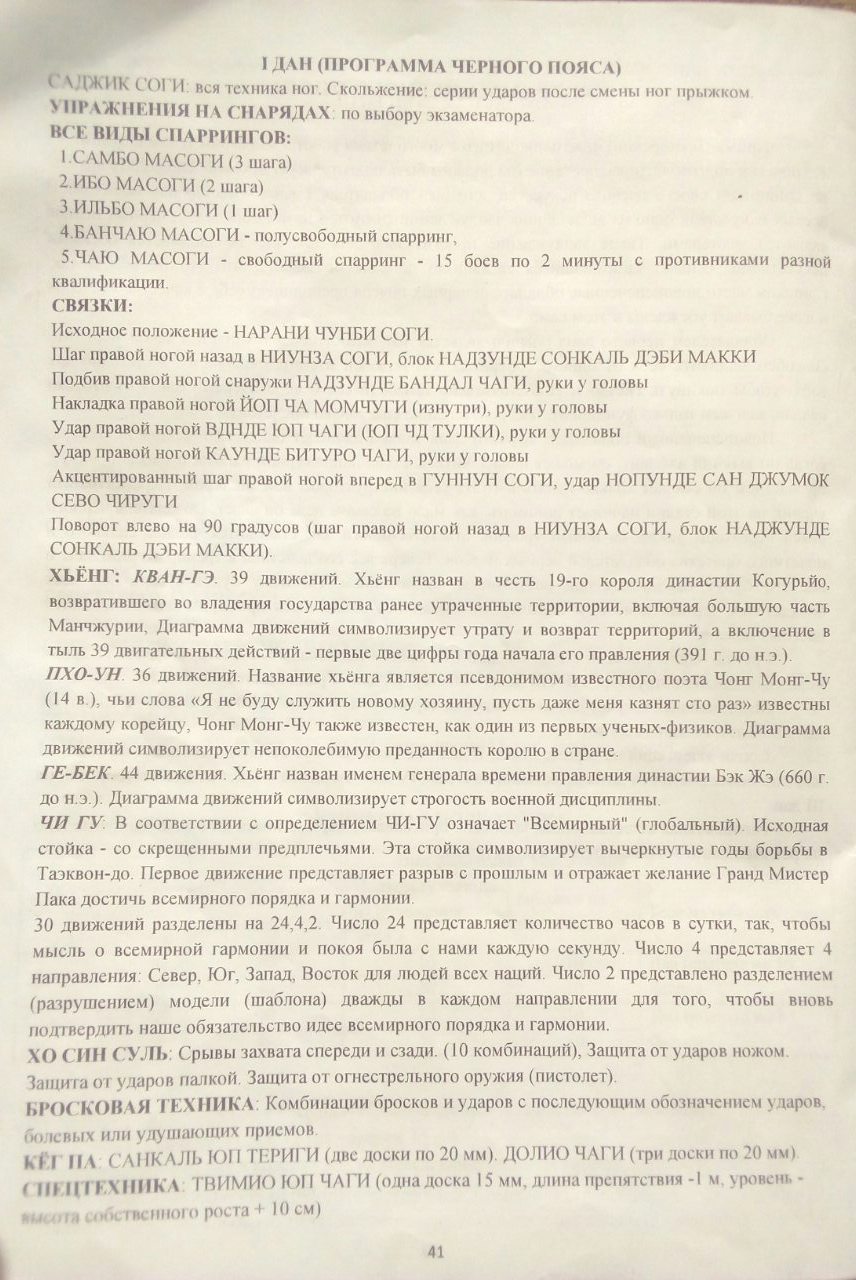 I ДАН (ПРОГРАММА ЧЕРНОГО ПОЯСА)
САДЖИК СОГИ: вся техника ног. Скольжение: серии ударов после смены ног прыжком.
УПРАЖНЕНИЯ НА СНАРЯДАХ: по выбору экзаменатора.
ВСЕ ВИДЫ СПАРРИНГОВ:
1.САМБО МАСОГИ (3 шага)
2.ИБО МАСОГИ (2 шага)
3.ИЛЬБО МАСОГИ (1 шаг)
4.БАНЧАЮ МАСОГИ - полусвободный спарринг,
5.ЧАЮ МАСОГИ - свободный спарринг - 15 боев по 2 минуты с противниками разной
квалификации.
СВЯЗКИ:
Исходное положение - НАРАНИ ЧУНБИ СОГИ.
Шаг правой ногой назад в НИУНЗА СОГИ, блок НАДЗУНДЕ СОНКАЛЬ ДЭБИ МАККИ
Подбив правой ногой снаружи НАДЗУНДЕ БАНДАЛ ЧАГИ, руки у головы
Накладка правой ногой ЙОП ЧА МОМЧУГИ (изнутри), руки у головы
Удар правой ногой ВДНДЕ ЮП ЧАГИ (ЮП ЧД ТУЛКИ), руки у головы
Удар правой ногой КАУНДЕ БИТУРО ЧАГИ, руки у головы
Акцентированный шаг правой ногой вперед в ГУННУН СОГИ, удар НОПУНДЕ САН ДЖУМОК
СЕВО ЧИРУГИ
Поворот влево на 90 градусов (шаг правой ногой назад в НИУНЗА СОГИ, блок НАДЖУНДЕ
СОНКАЛЬ ДЭБИ МАККИ).
ХЬЁНГ: КВАН-ГЭ. 39 движений. Хьёнг назван в честь 19-го короля династии Когурьйо,
возвратившего во владения государства ранее утраченные территории, включая большую часть
Манчжурии, Диаграмма движений символизирует утрату и возврат территорий, а включение в
тыль 39 двигательных действий - первые две цифры года начала его правления (391 г. до н.э.).
ПХО-УН. 36 движений. Название хьёнга является псевдонимом известного поэта Чонг Монг-Чу
(14 в.), чьи слова «Я не буду служить новому хозяину, пусть даже меня казнят сто раз» известны
каждому корейцу, Чонг Монг-Чу также известен, как один из первых ученых-физиков. Диаграмма
движений символизирует непоколебимую преданность королю в стране.
ГЕ-БЕК. 44 движения. Хьёнг назван именем генерала времени правления династии Бэк Жэ (660 г.
до н.э.). Диаграмма движений символизирует строгость военной дисциплины.
ЧИ ГУ: В соответствии с определением ЧИ-ГУ означает "Всемирный" (глобальный). Исходная
стойка - со скрещенными предплечьями. Эта стойка символизирует вычеркнутые годы борьбы в
Таэквон-до. Первое движение представляет разрыв с прошлым и отражает желание Гранд Мистер
Пака достичь всемирного порядка и гармонии.
30 движений разделены на 24,4,2. Число 24 представляет количество часов в сутки, так, чтобы
мысль о всемирной гармонии и покоя была с нами каждую секунду. Число 4 представляет 4
направления: Север, Юг, Запад, Восток для людей всех наций. Число 2 представлено разделением
(разрушением) модели (шаблона) дважды в каждом направлении для того, чтобы вновь
подтвердить наше обязательство идее всемирного порядка и гармонии.
ХО СИН СУЛЬ: Срывы захвата спереди и сзади. (10 комбинаций), Защита от ударов ножом.
Защита от ударов палкой. Защита от огнестрельного оружия (пистолет).
БРОСКОВАЯ ТЕХНИКА: Комбинации бросков и ударов с последующим обозначением ударов,
болевых или удушающих приемов.
КЁГ ПА: САНКАЛЬ ЮП ТЕРИГИ (две доски по 20 мм). ДОЛИО ЧАГИ (три доски по 20 мм).
СПЕЦТЕХНИКА: ТВИМИО ЮП ЧАГИ (одна доска 15 мм, длина препятствия -1 м, уровень -
высота собственного роста + 10 см)
41